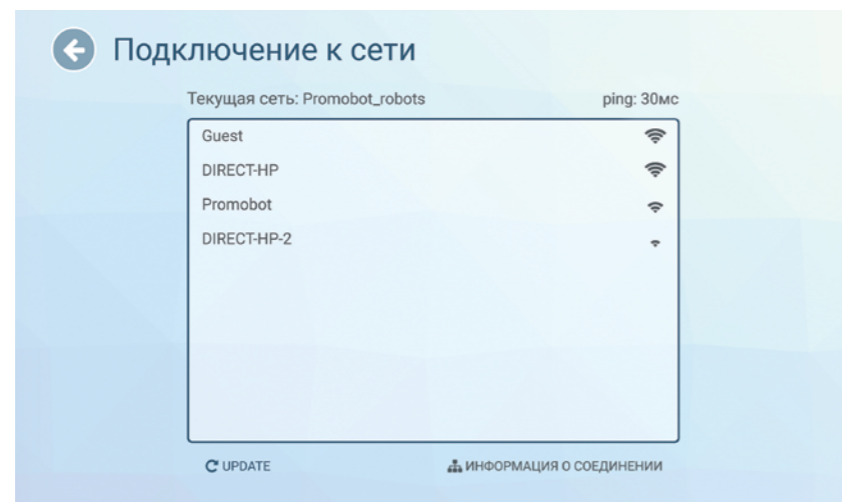 Подключение к сети
Текущая сеть: Promobot_robots ping: 30мс
Guest
DIRECT-HP
Promobot
DIRECT-HP-2
UPDATE ИНФОРМАЦИЯ О СОЕДИНЕНИИ